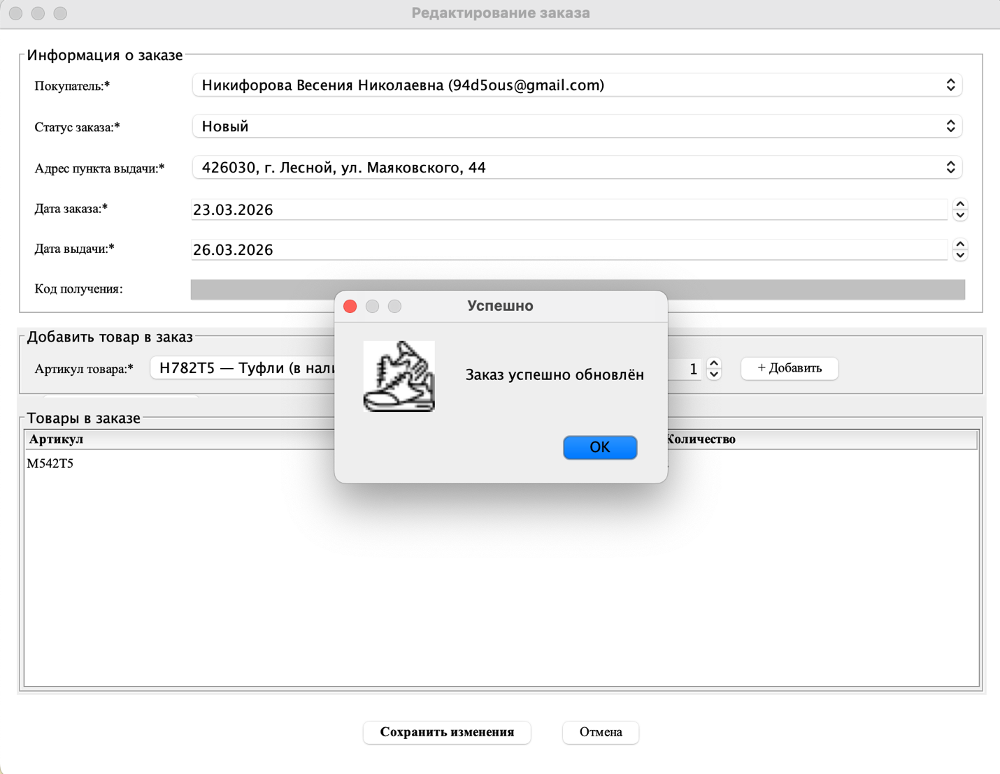 Редактирование заказа
Информация о заказе
Покупатель:* Никифорова Весения Николаевна (94d5ous@gmail.com)
Статус заказа:* Новый
Адрес пункта выдачи:* 426030, г. Лесной, ул. Маяковского, 44
Дата заказа:* 23.03.2026
Дата выдачи:* 26.03.2026
Код получения:
Успешно
Заказ успешно обновлён
OK
Добавить товар в заказ
Артикул товара:* H782T5 — Туфли (в нали 1 + Добавить
Товары в заказе
Артикул Количество
M542T5
Сохранить изменения Отмена